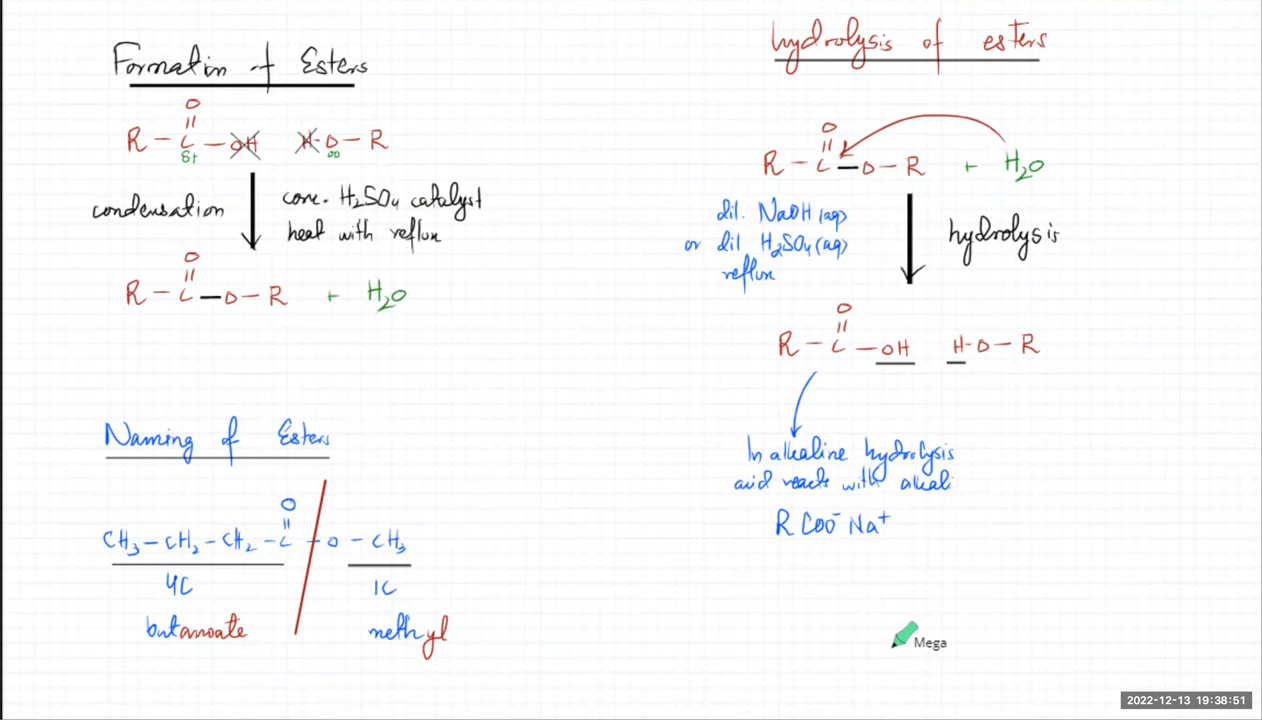 Formation of Esters
O
||
R - C - OH H - O - R
δ+
condensation
conc. H₂SO₄ catalyst
heat with reflux
O
||
R - C - O - R + H₂O
Naming of Esters
O
||
CH₃ - CH₂ - CH₂ - C - O - CH₃
4C 1C
butanoate methyl
hydrolysis of esters
O
||
R - C - O - R + H₂O
dil. NaOH (aq)
or dil H₂SO₄ (aq)
reflux
hydrolysis
O
||
R - C - OH H - O - R
In alkaline hydrolysis
acid reacts with alkali
RCOO⁻Na⁺
Mega
2022-12-13 19:38:51